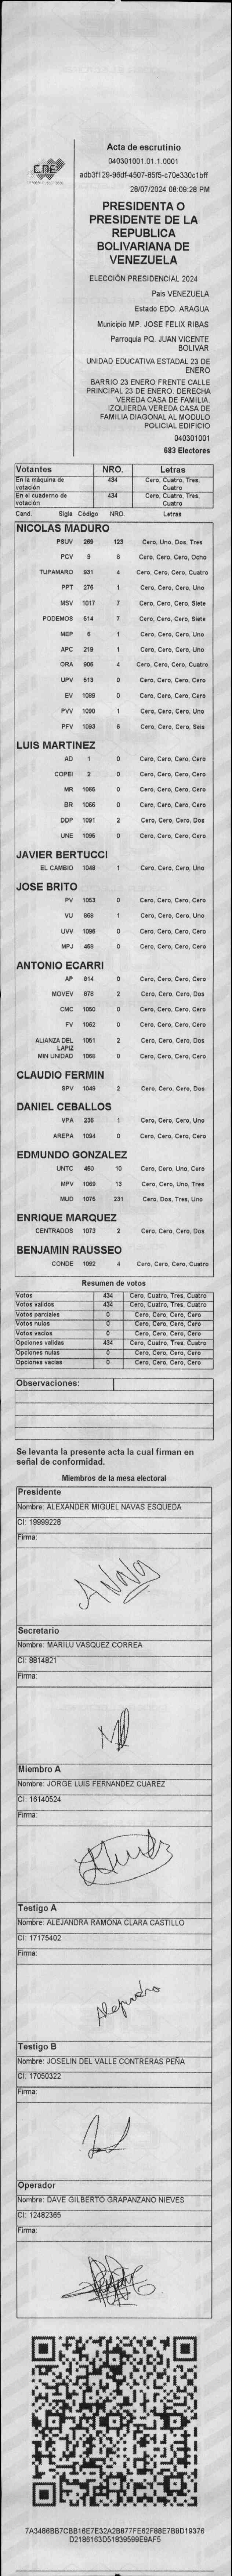 CNE
Acta de escrutinio
040301001.01.1.0001
adb3f129-96df-4507-85f5-c70e330c1bff
28/07/2024 08:09:28 PM
PRESIDENTA O
PRESIDENTE DE LA
REPUBLICA
BOLIVARIANA DE
VENEZUELA
ELECCIÓN PRESIDENCIAL 2024
Pais VENEZUELA
Estado EDO. ARAGUA
Municipio MP. JOSE FELIX RIBAS
Parroquia PQ. JUAN VICENTE
BOLIVAR
UNIDAD EDUCATIVA ESTADAL 23 DE
ENERO
BARRIO 23 ENERO FRENTE CALLE
PRINCIPAL 23 DE ENERO. DERECHA
VEREDA CASA DE FAMILIA.
IZQUIERDA VEREDA CASA DE
FAMILIA DIAGONAL AL MODULO
POLICIAL EDIFICIO
040301001
683 Electores
Votantes NRO. Letras
En la máquina de votación 434 Cero, Cuatro, Tres, Cuatro
En el cuaderno de votación 434 Cero, Cuatro, Tres, Cuatro
Cand. Sigla Código NRO. Letras
NICOLAS MADURO
PSUV 269 123 Cero, Uno, Dos, Tres
PCV 9 8 Cero, Cero, Cero, Ocho
TUPAMARO 931 4 Cero, Cero, Cero, Cuatro
PPT 276 1 Cero, Cero, Cero, Uno
MSV 1017 7 Cero, Cero, Cero, Siete
PODEMOS 514 7 Cero, Cero, Cero, Siete
MEP 6 1 Cero, Cero, Cero, Uno
APC 219 1 Cero, Cero, Cero, Uno
ORA 906 4 Cero, Cero, Cero, Cuatro
UPV 513 0 Cero, Cero, Cero, Cero
EV 1099 0 Cero, Cero, Cero, Cero
PVV 1090 1 Cero, Cero, Cero, Uno
PFV 1093 6 Cero, Cero, Cero, Seis
LUIS MARTINEZ
AD 1 0 Cero, Cero, Cero, Cero
COPEI 2 0 Cero, Cero, Cero, Cero
MR 1065 0 Cero, Cero, Cero, Cero
BR 1066 0 Cero, Cero, Cero, Cero
DDP 1091 2 Cero, Cero, Cero, Dos
UNE 1095 0 Cero, Cero, Cero, Cero
JAVIER BERTUCCI
EL CAMBIO 1048 1 Cero, Cero, Cero, Uno
JOSE BRITO
PV 1053 0 Cero, Cero, Cero, Cero
VU 868 1 Cero, Cero, Cero, Uno
UVV 1096 0 Cero, Cero, Cero, Cero
MPJ 458 0 Cero, Cero, Cero, Cero
ANTONIO ECARRI
AP 814 0 Cero, Cero, Cero, Cero
MOVEV 878 2 Cero, Cero, Cero, Dos
CMC 1050 0 Cero, Cero, Cero, Cero
FV 1062 0 Cero, Cero, Cero, Cero
ALIANZA DEL LAPIZ 1051 2 Cero, Cero, Cero, Dos
MIN UNIDAD 1068 0 Cero, Cero, Cero, Cero
CLAUDIO FERMIN
SPV 1049 2 Cero, Cero, Cero, Dos
DANIEL CEBALLOS
VPA 236 1 Cero, Cero, Cero, Uno
AREPA 1094 0 Cero, Cero, Cero, Cero
EDMUNDO GONZALEZ
UNTC 460 10 Cero, Cero, Uno, Cero
MPV 1069 13 Cero, Cero, Uno, Tres
MUD 1075 231 Cero, Dos, Tres, Uno
ENRIQUE MARQUEZ
CENTRADOS 1073 2 Cero, Cero, Cero, Dos
BENJAMIN RAUSSEO
CONDE 1092 4 Cero, Cero, Cero, Cuatro
Resumen de votos
Votos 434 Cero, Cuatro, Tres, Cuatro
Votos validos 434 Cero, Cuatro, Tres, Cuatro
Votos parciales 0 Cero, Cero, Cero, Cero
Votos nulos 0 Cero, Cero, Cero, Cero
Votos vacios 0 Cero, Cero, Cero, Cero
Opciones validas 434 Cero, Cuatro, Tres, Cuatro
Opciones nulas 0 Cero, Cero, Cero, Cero
Opciones vacias 0 Cero, Cero, Cero, Cero
Observaciones:
Se levanta la presente acta la cual firman en
señal de conformidad.
Miembros de la mesa electoral
Presidente
Nombre: ALEXANDER MIGUEL NAVAS ESQUEDA
CI: 19999228
Firma:
A Navas
Secretario
Nombre: MARILU VASQUEZ CORREA
CI: 8814821
Firma:
Miembro A
Nombre: JORGE LUIS FERNANDEZ CUAREZ
CI: 16140524
Firma:
Testigo A
Nombre: ALEJANDRA RAMONA CLARA CASTILLO
CI: 17175402
Firma:
Alejandra
Testigo B
Nombre: JOSELIN DEL VALLE CONTRERAS PEÑA
CI: 17050322
Firma:
Operador
Nombre: DAVE GILBERTO GRAPANZANO NIEVES
CI: 12482365
Firma:
7A3466BB7CBB16E7E32A2B877FE62F88E7B9D19376
D2186163D51839599E9AF5